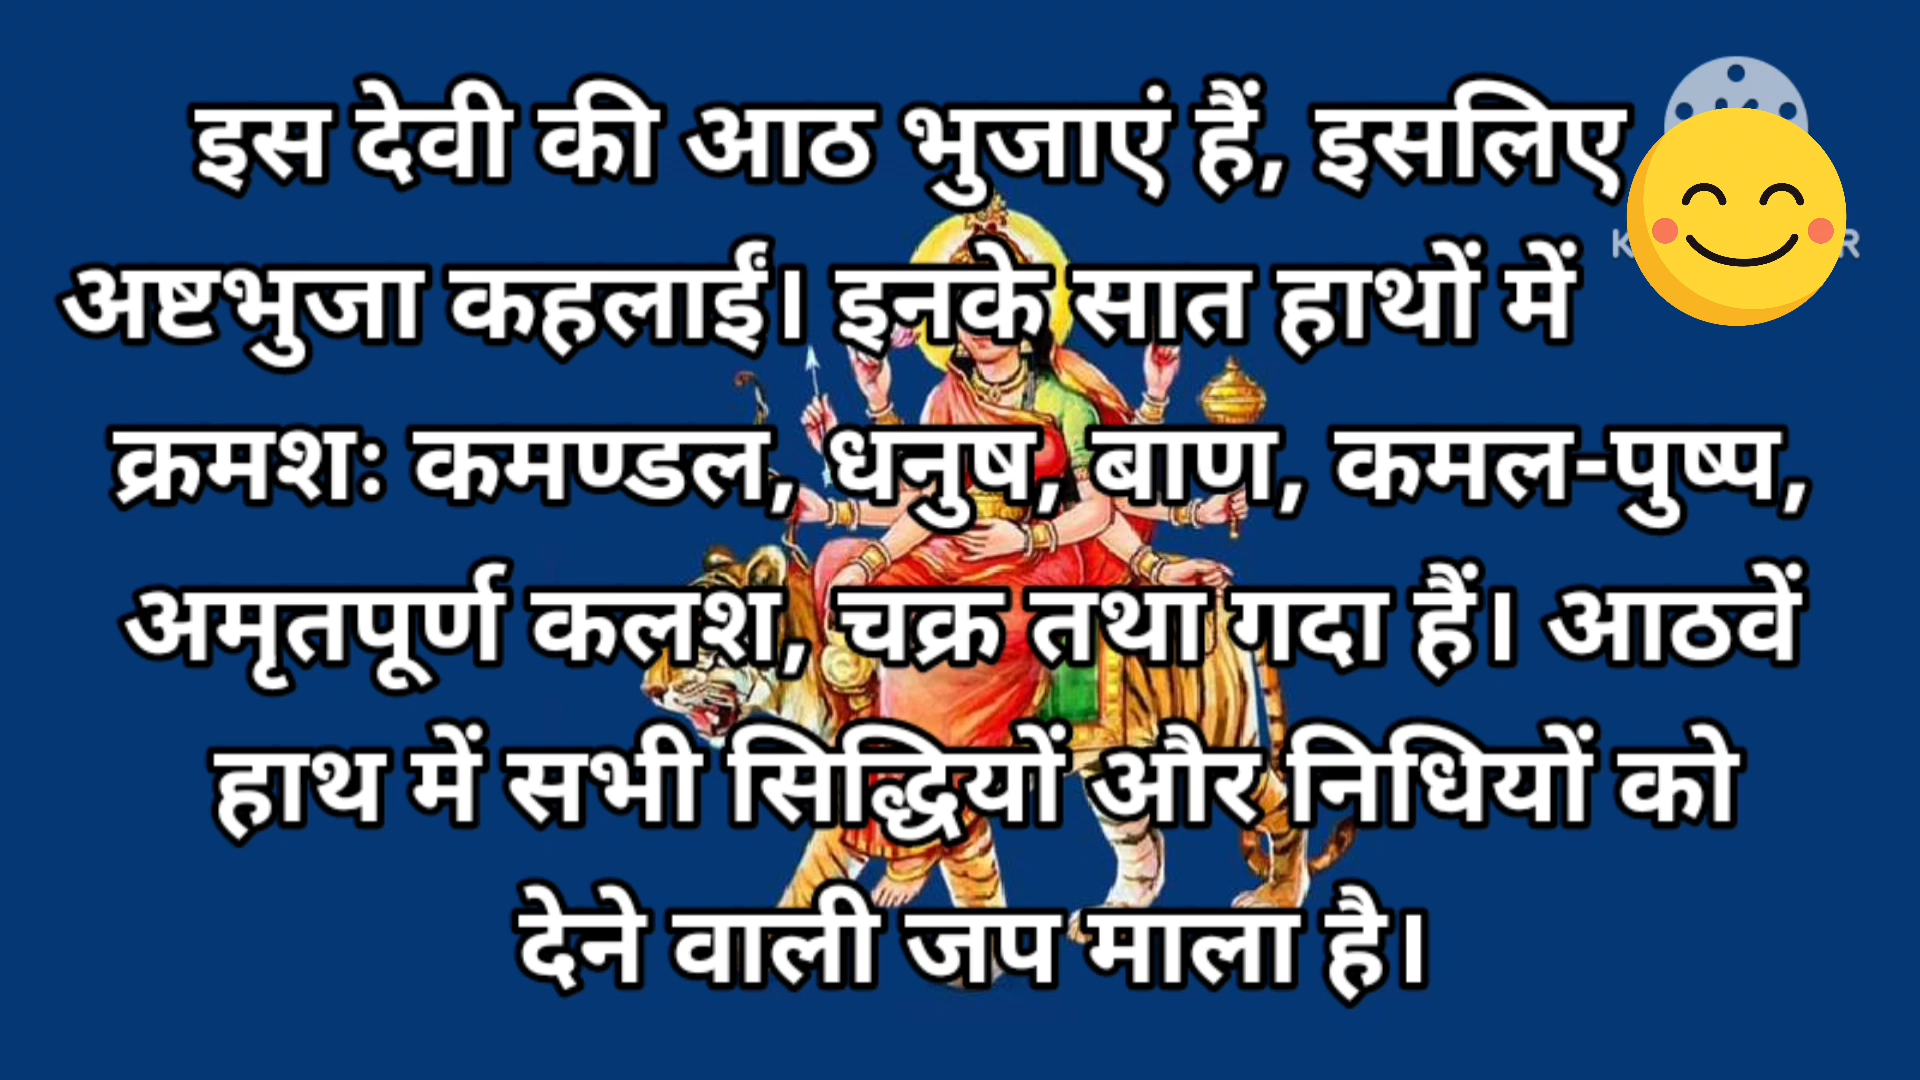 इस देवी की आठ भुजाएं हैं, इसलिए
अष्टभुजा कहलाईं। इनके सात हाथों में
क्रमशः कमण्डल, धनुष, बाण, कमल-पुष्प,
अमृतपूर्ण कलश, चक्र तथा गदा हैं। आठवें
हाथ में सभी सिद्धियों और निधियों को
देने वाली जप माला है।